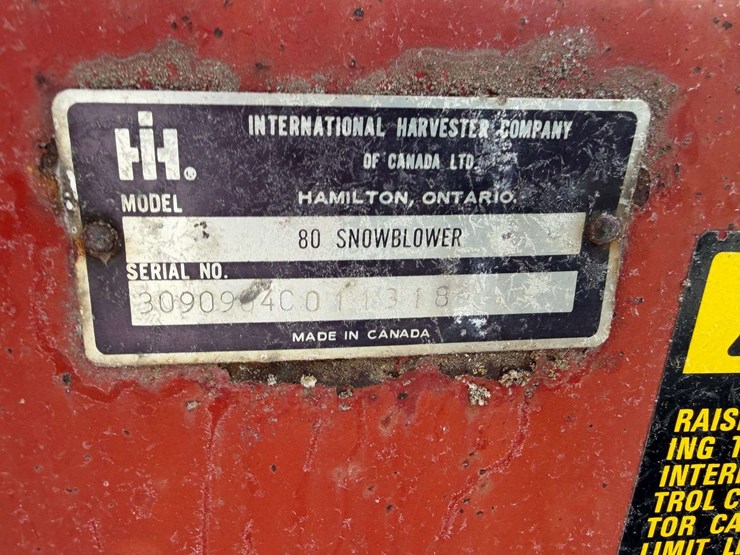 IH®
INTERNATIONAL HARVESTER COMPANY
OF CANADA LTD.
HAMILTON, ONTARIO.
MODEL
80 SNOWBLOWER
SERIAL NO.
MADE IN CANADA
RAIS
ING T
INTER
TROL C
TOR CA
LIMIT